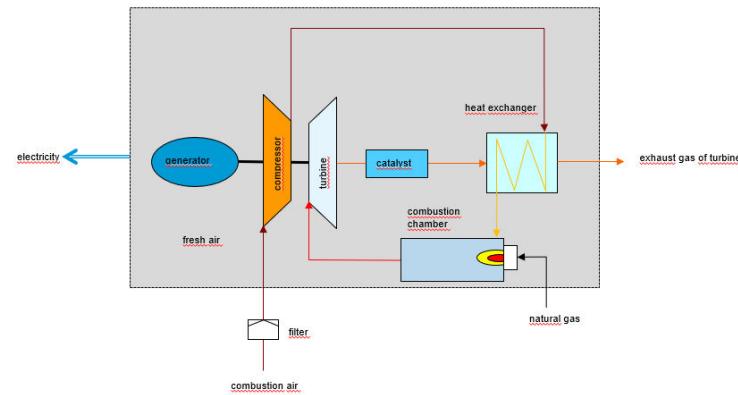 heat exchanger
electricity
generator
compressor
turbine
catalyst
exhaust gas of turbine
combustion
chamber
fresh air
natural gas
filter
combustion air